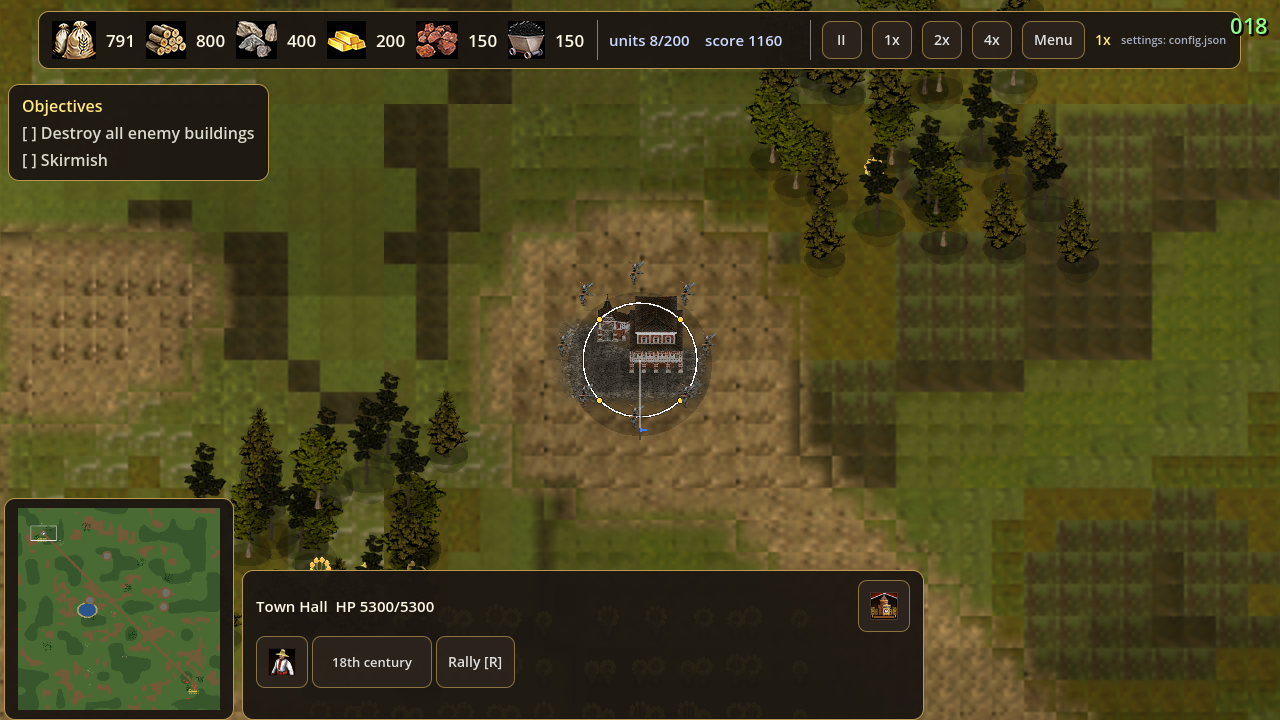 791 800 400 200 150 150 units 8/200 score 1160 II 1x 2x 4x Menu 1x settings: config.json 018
Objectives
[ ] Destroy all enemy buildings
[ ] Skirmish
Town Hall HP 5300/5300
18th century Rally [R]